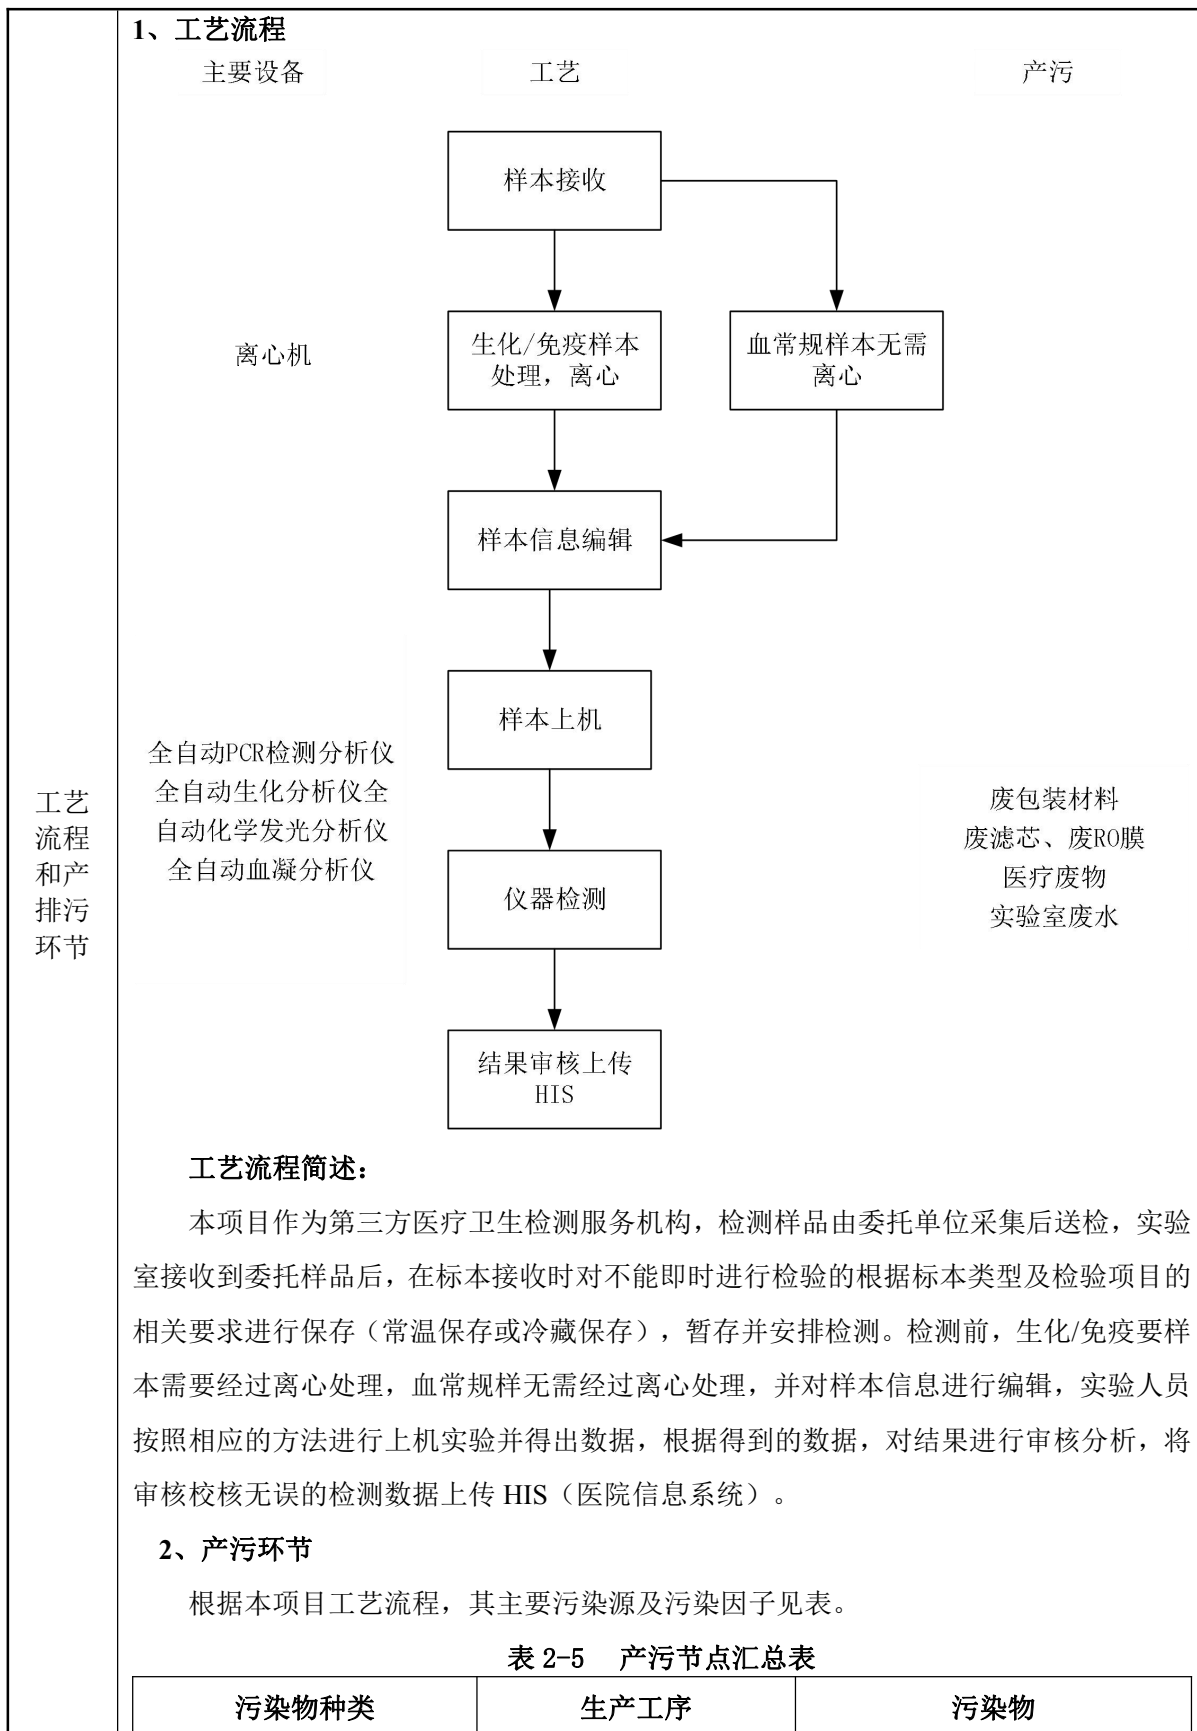 1、工艺流程
主要设备 工艺 产污
样本接收
离心机
生化/免疫样本
处理，离心
血常规样本无需
离心
样本信息编辑
样本上机
全自动PCR检测分析仪
全自动生化分析仪全
自动化学发光分析仪
全自动血凝分析仪
废包装材料
废滤芯、废RO膜
医疗废物
实验室废水
仪器检测
结果审核上传
HIS
工艺
流程
和产
排污
环节
工艺流程简述：
本项目作为第三方医疗卫生检测服务机构，检测样品由委托单位采集后送检，实验
室接收到委托样品后，在标本接收时对不能即时进行检验的根据标本类型及检验项目的
相关要求进行保存（常温保存或冷藏保存），暂存并安排检测。检测前，生化/免疫要样
本需要经过离心处理，血常规样无需经过离心处理，并对样本信息进行编辑，实验人员
按照相应的方法进行上机实验并得出数据，根据得到的数据，对结果进行审核分析，将
审核校核无误的检测数据上传 HIS（医院信息系统）。
2、产污环节
根据本项目工艺流程，其主要污染源及污染因子见表。
表 2-5 产污节点汇总表
污染物种类 生产工序 污染物